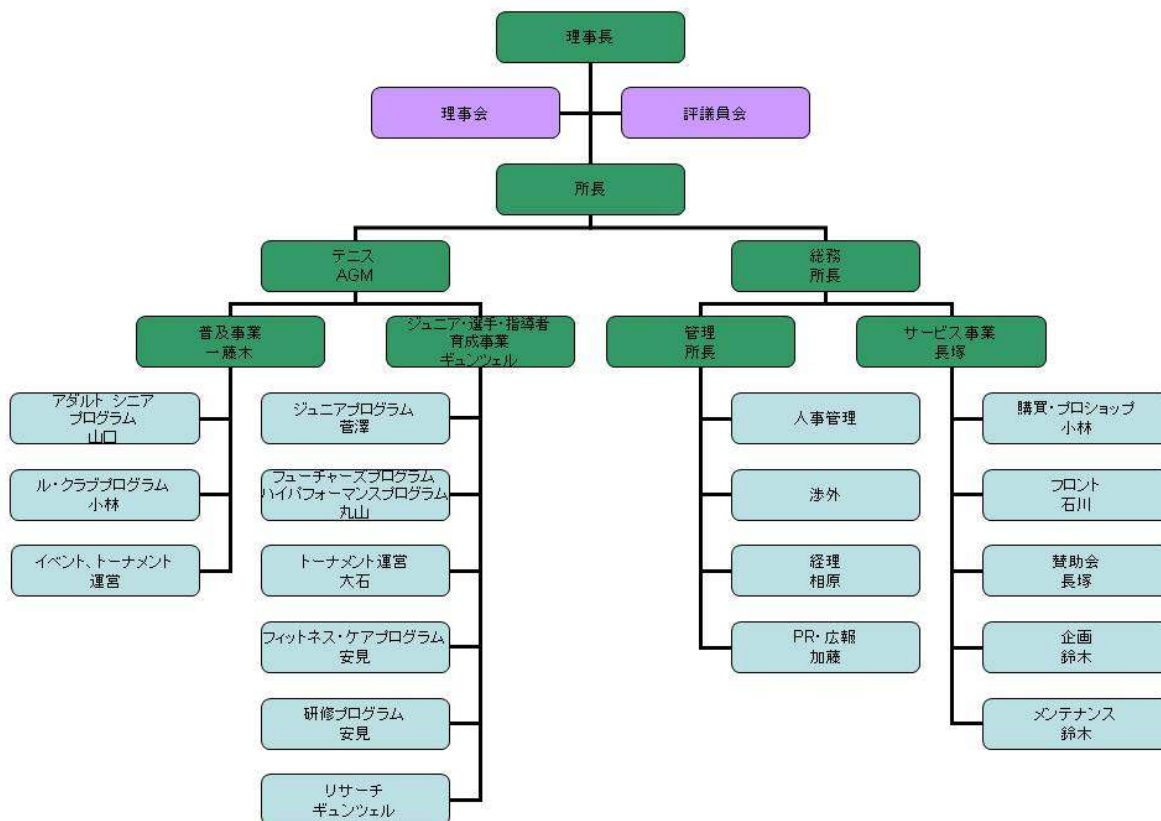 理事長
理事会
評議員会
所長
テニス
AGM
総務
所長
普及事業
一藤木
ジュニア・選手・指導者
育成事業
ギュンツェル
管理
所長
サービス事業
長塚
アダルト シニア
プログラム
山口
ル・クラブプログラム
小林
イベント、トーナメント
運営
ジュニアプログラム
菅澤
フューチャーズプログラム
ハイパフォーマンスプログラム
丸山
トーナメント運営
大石
フィットネス・ケアプログラム
安見
研修プログラム
安見
リサーチ
ギュンツェル
人事管理
渉外
経理
相原
PR・広報
加藤
購買・プロショップ
小林
フロント
石川
賛助会
長塚
企画
鈴木
メンテナンス
鈴木